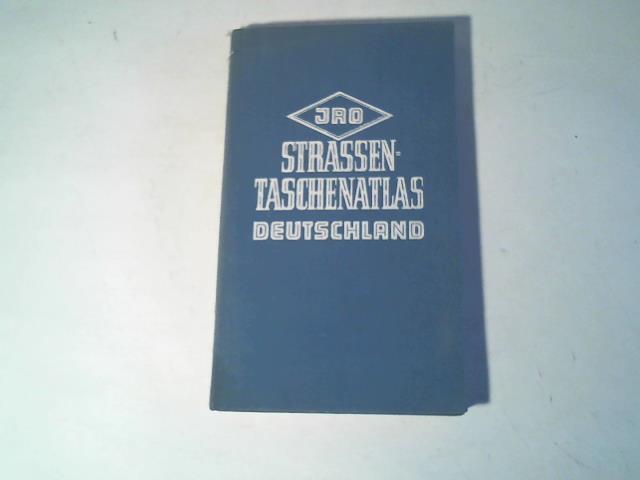 JRO
STRASSEN-
TASCHENATLAS
DEUTSCHLAND